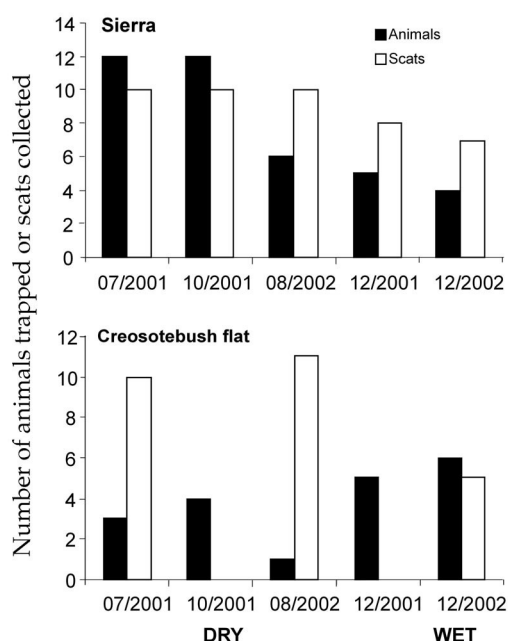 Number of animals trapped or scats collected
Sierra
Animals
Scats
14
12
10
8
6
4
2
0
07/2001 10/2001 08/2002 12/2001 12/2002
Creosotebush flat
12
10
8
6
4
2
0
07/2001 10/2001 08/2002 12/2001 12/2002
DRY WET